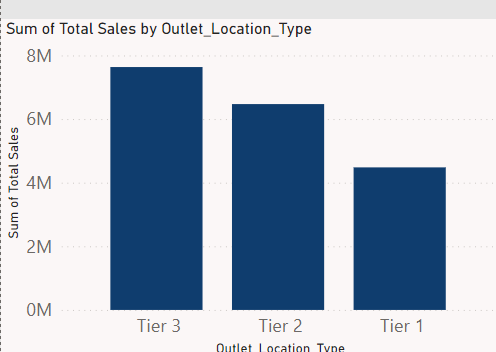 Sum of Total Sales by Outlet_Location_Type
Sum of Total Sales
8M
6M
4M
2M
0M
Tier 3 Tier 2 Tier 1
Outlet_Location_Type